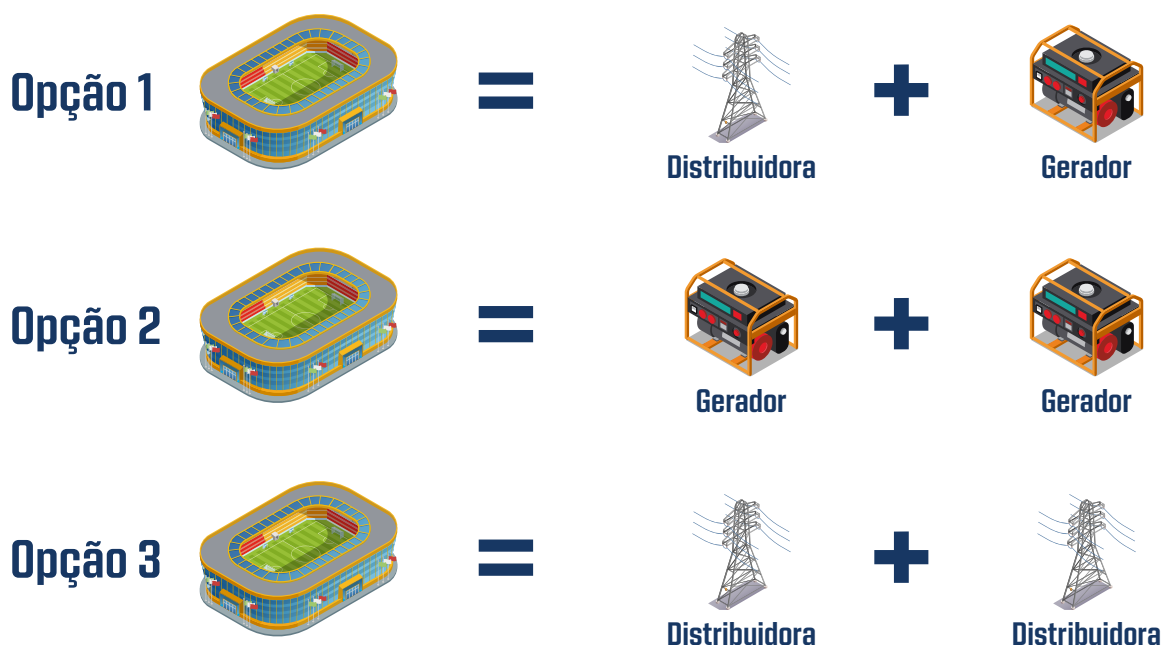 Opção 1
Distribuidora
Gerador
Opção 2
Gerador
Gerador
Opção 3
Distribuidora
Distribuidora